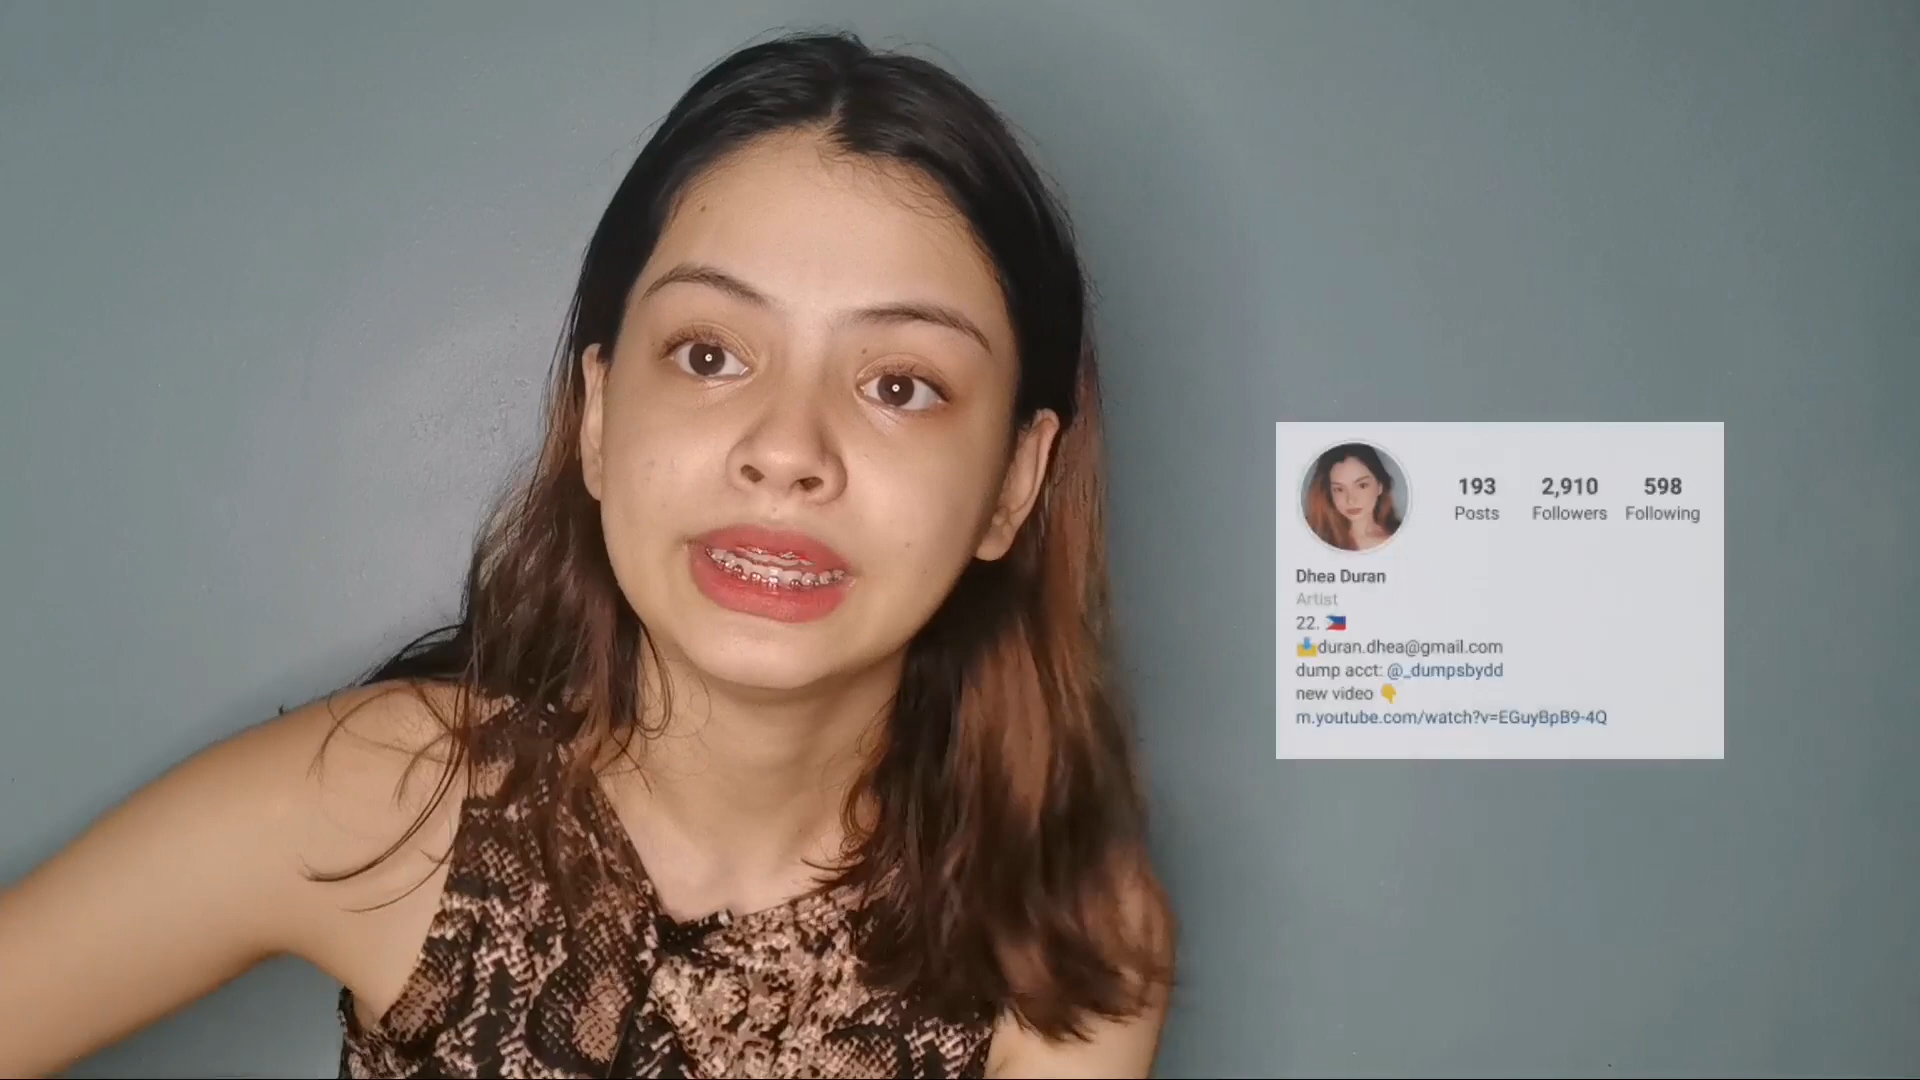 193 2,910 598
Posts Followers Following
Dhea Duran
Artist
22. 🇵🇭
📥duran.dhea@gmail.com
dump acct: @_dumpsbydd
new video 👇
m.youtube.com/watch?v=EGuyBpB9-4Q